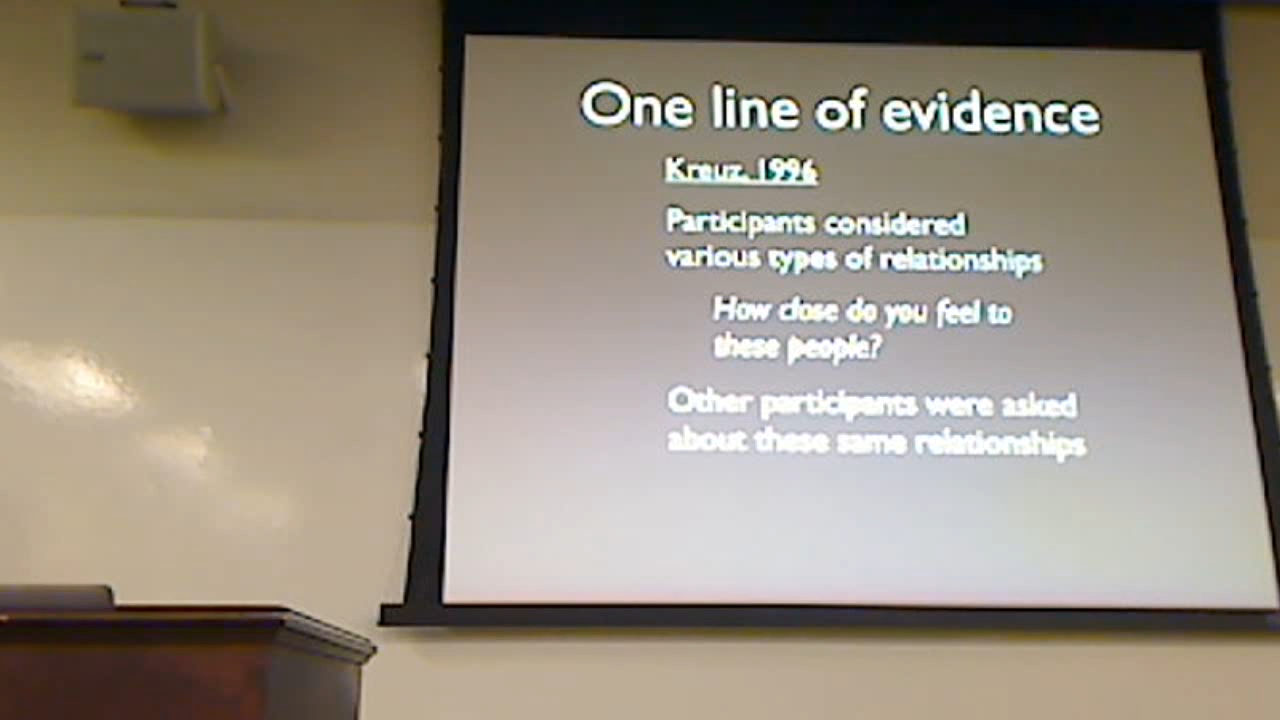 One line of evidence
Kreuz, 1996
Participants considered
various types of relationships
How close do you feel to
these people?
Other participants were asked
about these same relationships